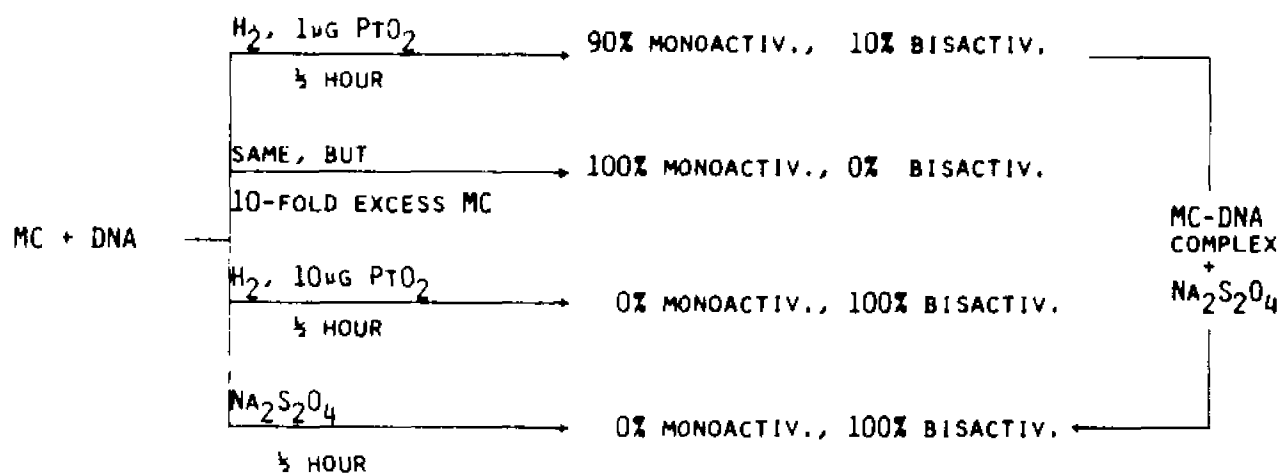 H2, 1µG PTO2
½ HOUR
90% MONOACTIV., 10% BISACTIV.
SAME, BUT
10-FOLD EXCESS MC
100% MONOACTIV., 0% BISACTIV.
MC + DNA
H2, 10µG PTO2
½ HOUR
0% MONOACTIV., 100% BISACTIV.
NA2S2O4
½ HOUR
0% MONOACTIV., 100% BISACTIV.
MC-DNA
COMPLEX
+
NA2S2O4